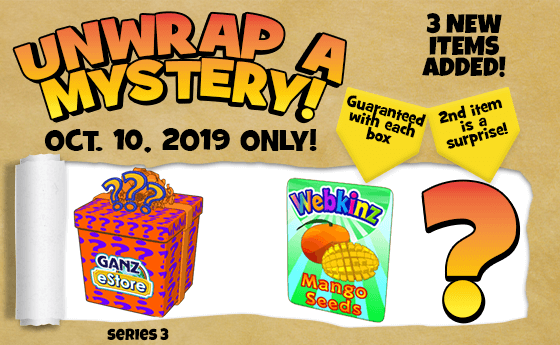 UNWRAP A
MYSTERY!
OCT. 10, 2019 ONLY!
3 NEW
ITEMS
ADDED!
Guaranteed
with each
box
2nd item
is a
surprise!
???
GANZ
eStore
SERIES 3
Webkinz
Mango
Seeds
?